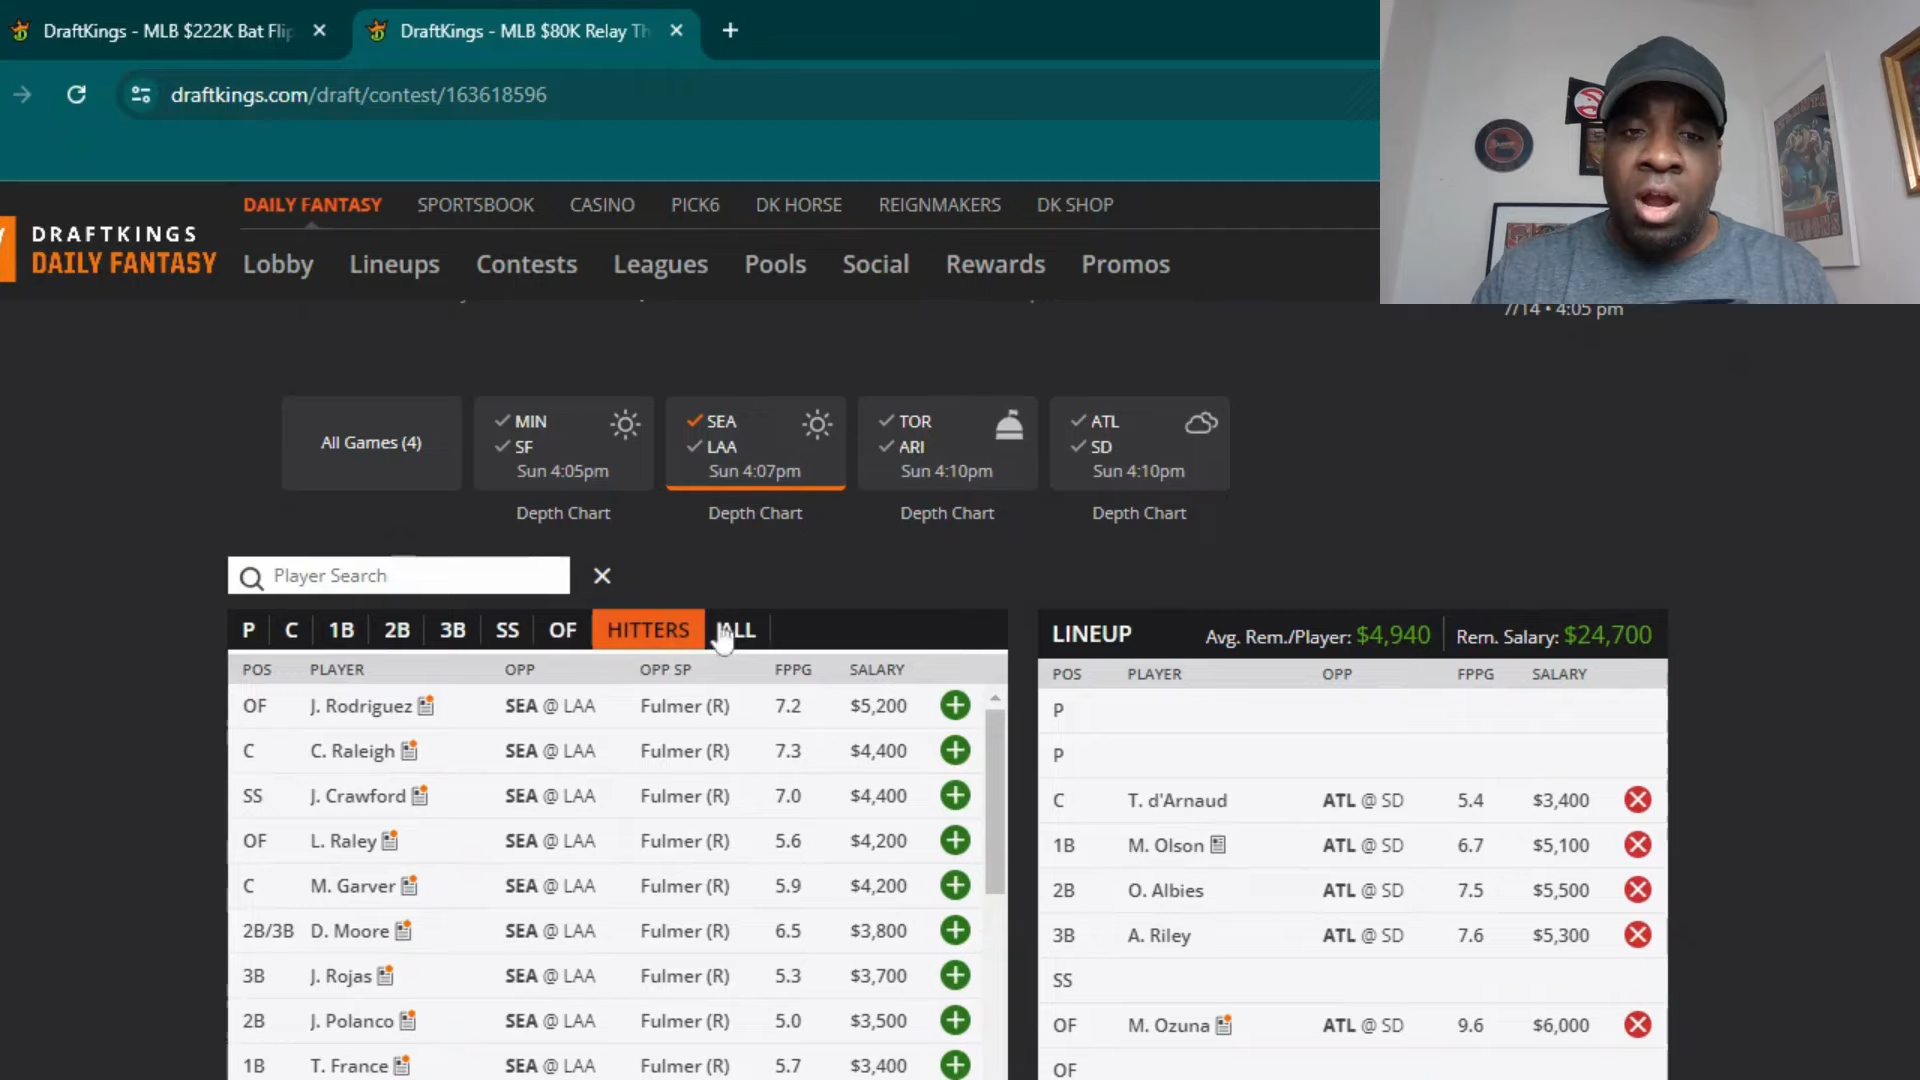 DraftKings - MLB $222K Bat Flip
DraftKings - MLB $80K Relay Th
draftkings.com/draft/contest/163618596
DAILY FANTASY SPORTSBOOK CASINO PICK6 DK HORSE REIGNMAKERS DK SHOP
DRAFTKINGS
DAILY FANTASY
Lobby Lineups Contests Leagues Pools Social Rewards Promos
7/14 • 4:05 pm
All Games (4)
MIN
SF
Sun 4:05pm
Depth Chart
SEA
LAA
Sun 4:07pm
Depth Chart
TOR
ARI
Sun 4:10pm
Depth Chart
ATL
SD
Sun 4:10pm
Depth Chart
Player Search
P C 1B 2B 3B SS OF HITTERS ALL
POS PLAYER OPP OPP SP FPPG SALARY
OF J. Rodriguez SEA @ LAA Fulmer (R) 7.2 $5,200
C C. Raleigh SEA @ LAA Fulmer (R) 7.3 $4,400
SS J. Crawford SEA @ LAA Fulmer (R) 7.0 $4,400
OF L. Raley SEA @ LAA Fulmer (R) 5.6 $4,200
C M. Garver SEA @ LAA Fulmer (R) 5.9 $4,200
2B/3B D. Moore SEA @ LAA Fulmer (R) 6.5 $3,800
3B J. Rojas SEA @ LAA Fulmer (R) 5.3 $3,700
2B J. Polanco SEA @ LAA Fulmer (R) 5.0 $3,500
1B T. France SEA @ LAA Fulmer (R) 5.7 $3,400
LINEUP Avg. Rem./Player: $4,940 Rem. Salary: $24,700
POS PLAYER OPP FPPG SALARY
P
P
C T. d'Arnaud ATL @ SD 5.4 $3,400
1B M. Olson ATL @ SD 6.7 $5,100
2B O. Albies ATL @ SD 7.5 $5,500
3B A. Riley ATL @ SD 7.6 $5,300
SS
OF M. Ozuna ATL @ SD 9.6 $6,000
OF